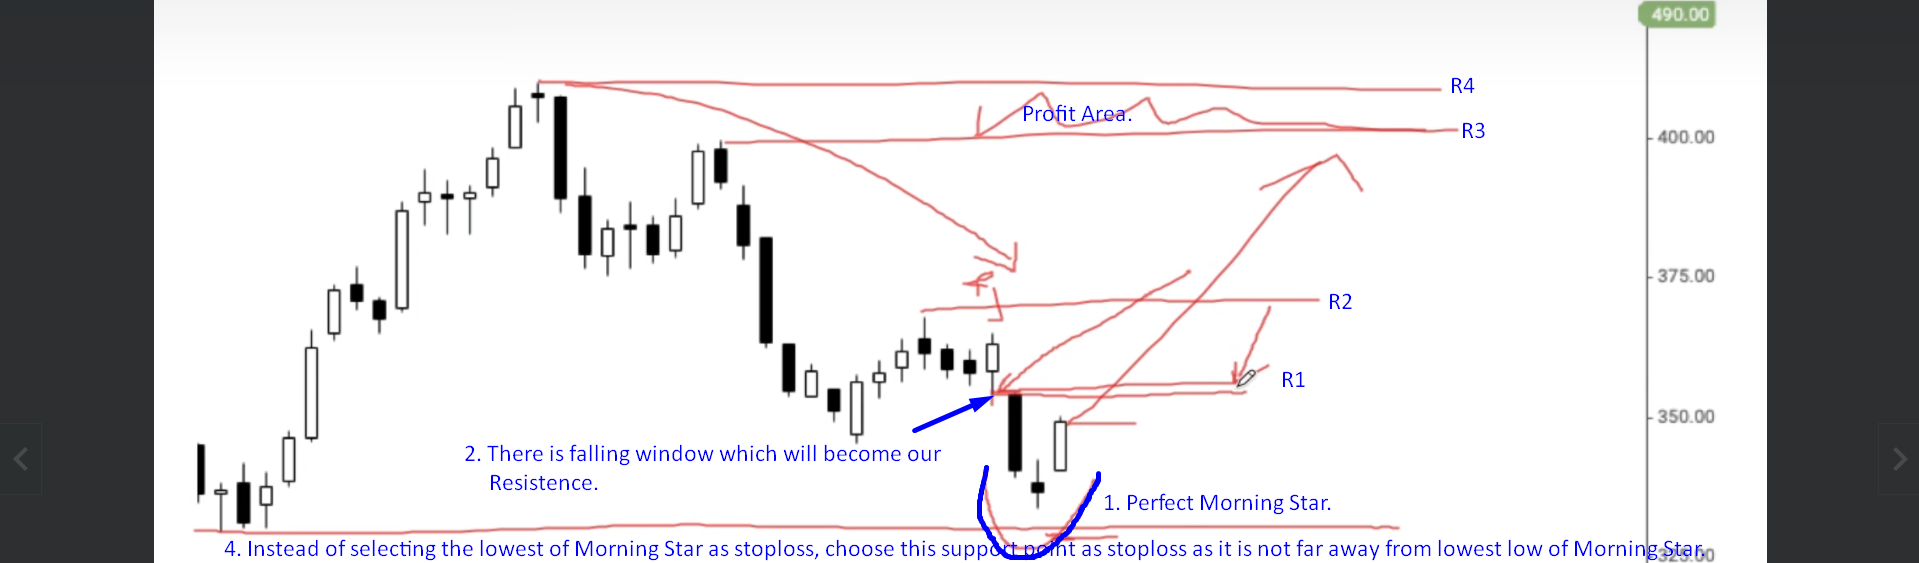 490.00
R4
Profit Area.
R3
400.00
375.00
R2
R1
350.00
2. There is falling window which will become our
Resistence.
1. Perfect Morning Star.
4. Instead of selecting the lowest of Morning Star as stoploss, choose this support point as stoploss as it is not far away from lowest low of Morning Star.
325.00